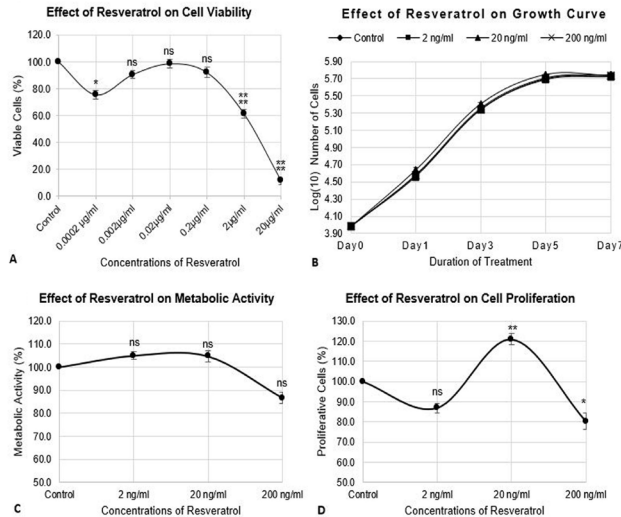 Effect of Resveratrol on Cell Viability
120.0
100.0
80.0
60.0
40.0
20.0
0.0
Viable Cells (%)
*
ns
ns
ns
**
**
**
**
Control
0.0002 µg/ml
0.002µg/ml
0.02µg/ml
0.2µg/ml
2µg/ml
20µg/ml
A
Concentrations of Resveratrol
Effect of Resveratrol on Growth Curve
Control
2 ng/ml
20 ng/ml
200 ng/ml
5.90
5.70
5.50
5.30
5.10
4.90
4.70
4.50
4.30
4.10
3.90
Log(10) Number of Cells
Day0
Day1
Day3
Day5
Day7
B
Duration of Treatment
Effect of Resveratrol on Metabolic Activity
120.0
110.0
100.0
90.0
80.0
70.0
60.0
50.0
Metabolic Activity (%)
ns
ns
ns
Control
2 ng/ml
20 ng/ml
200 ng/ml
C
Concentrations of Resveratrol
Effect of Resveratrol on Cell Proliferation
130.0
120.0
110.0
100.0
90.0
80.0
70.0
60.0
50.0
Proliferative Cells (%)
ns
**
*
Control
2 ng/ml
20 ng/ml
200 ng/ml
D
Concentrations of Resveratrol